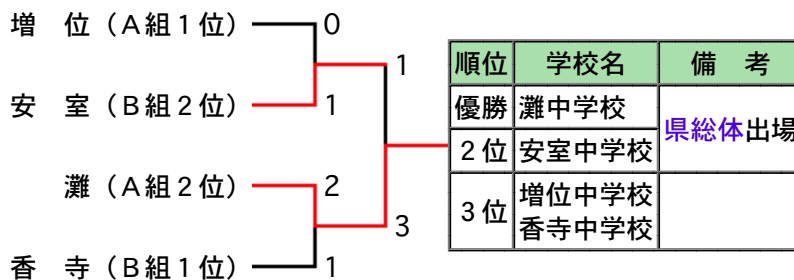 増　位（Ａ組１位） 0
1
安　室（Ｂ組２位） 1
灘（Ａ組２位） 2
3
香　寺（Ｂ組１位） 1
順位 学校名 備　考
優勝 灘中学校 県総体出場
２位 安室中学校
３位 増位中学校
香寺中学校